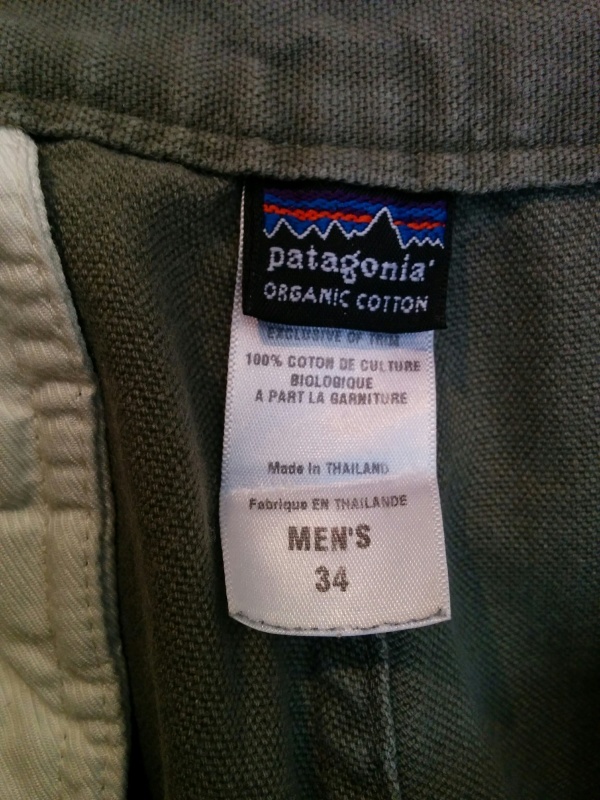 patagonia®
ORGANIC COTTON
EXCLUSIVE OF TRIM
100% COTON DE CULTURE
BIOLOGIQUE
A PART LA GARNITURE
Made in THAILAND
Fabrique EN THAILANDE
MEN'S
34